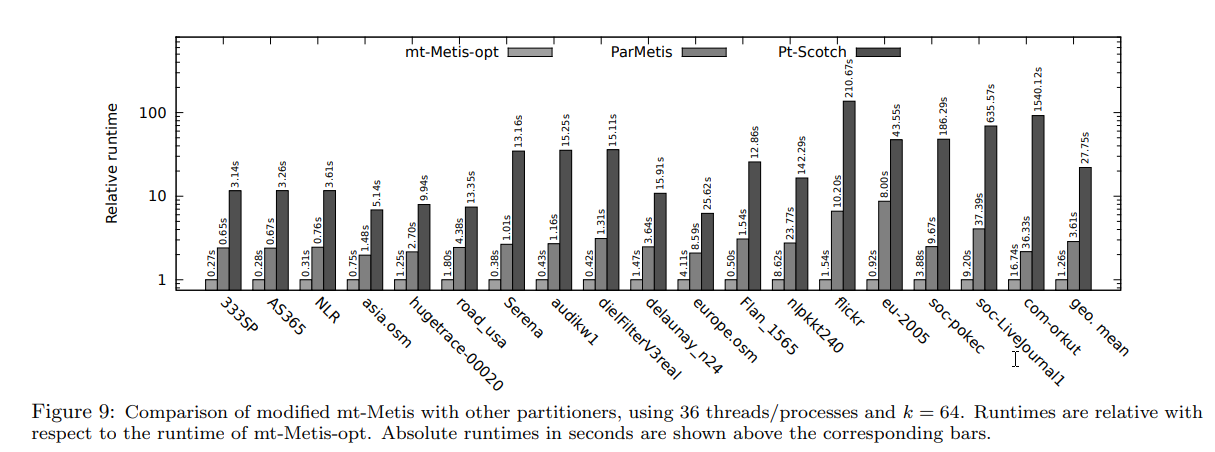 mt-Metis-opt ParMetis Pt-Scotch
Relative runtime
100
10
1
0.27s 0.65s 3.14s
0.28s 0.67s 3.26s
0.31s 0.76s 3.61s
0.75s 1.48s 5.14s
1.25s 2.70s 9.94s
1.80s 4.38s 13.35s
0.38s 1.01s 13.16s
0.43s 1.16s 15.25s
0.42s 1.31s 15.11s
1.47s 3.64s 15.91s
4.11s 8.59s 25.62s
0.50s 1.54s 12.86s
8.62s 23.77s 142.29s
1.54s 10.20s 210.67s
0.92s 8.00s 43.55s
3.88s 9.67s 186.29s
9.20s 37.39s 635.57s
16.74s 36.33s 1540.12s
1.26s 3.61s 27.75s
333SP
AS365
NLR
asia.osm
hugetrace-00020
road_usa
Serena
audikw1
dielFilterV3real
delaunay_n24
europe.osm
Flan_1565
nlpkkt240
flickr
eu-2005
soc-pokec
soc-LiveJournal1
com-orkut
geo. mean
Figure 9: Comparison of modified mt-Metis with other partitioners, using 36 threads/processes and k = 64. Runtimes are relative with
respect to the runtime of mt-Metis-opt. Absolute runtimes in seconds are shown above the corresponding bars.